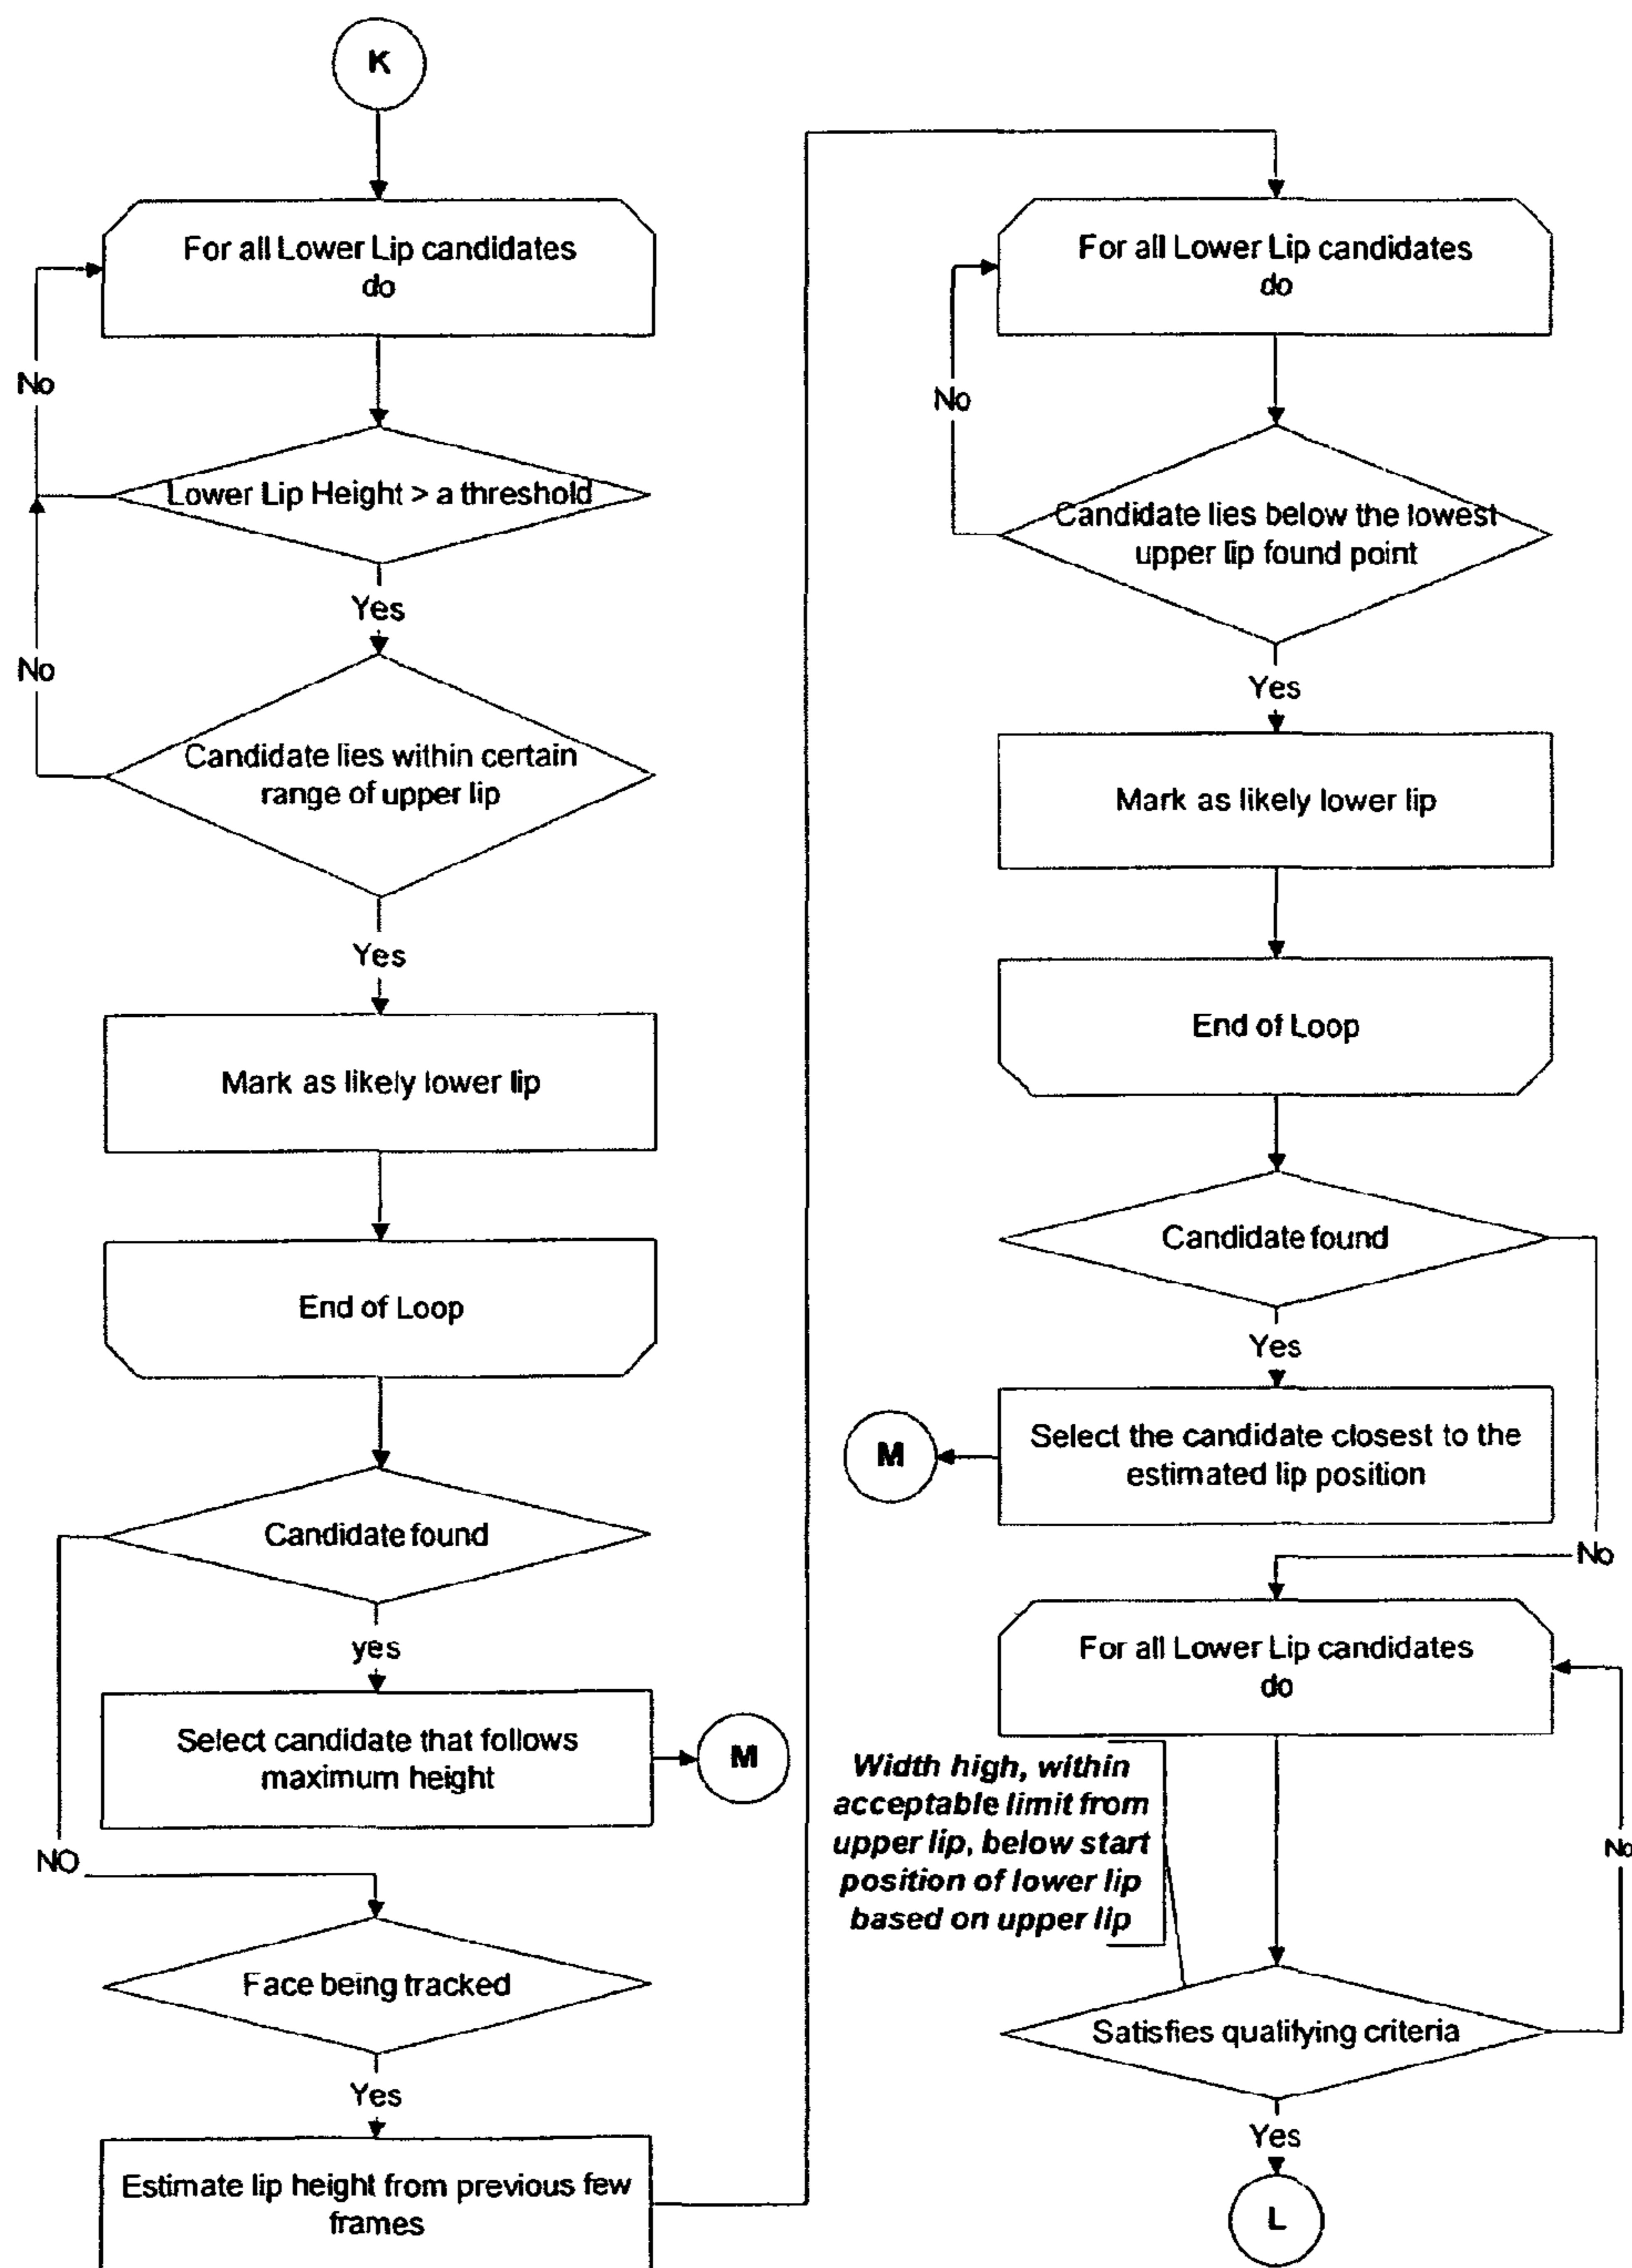 K
For all Lower Lip candidates
do
No
Lower Lip Height > a threshold
Yes
No
Candidate lies within certain
range of upper lip
Yes
Mark as likely lower lip
End of Loop
Candidate found
yes
Select candidate that follows
maximum height
M
NO
Face being tracked
Yes
Estimate lip height from previous few
frames
For all Lower Lip candidates
do
No
Candidate lies below the lowest
upper lip found point
Yes
Mark as likely lower lip
End of Loop
Candidate found
Yes
Select the candidate closest to the
estimated lip position
M
No
For all Lower Lip candidates
do
Width high, within
acceptable limit from
upper lip, below start
position of lower lip
based on upper lip
No
Satisfies qualifying criteria
Yes
L